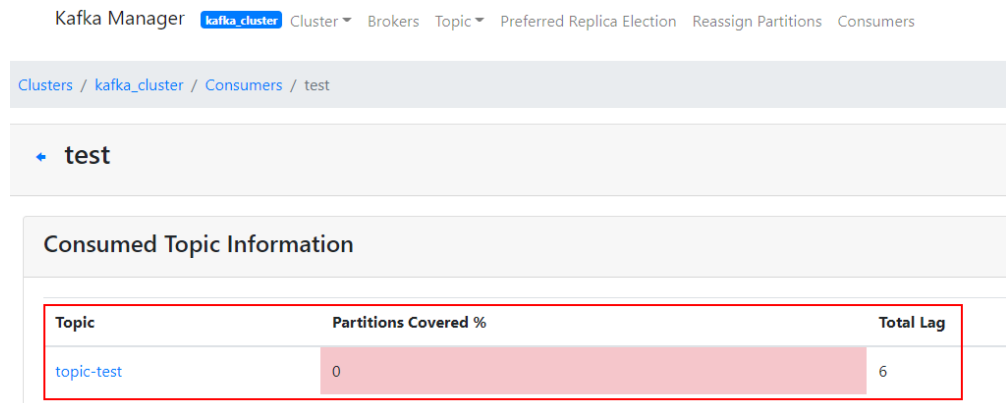 Kafka Manager kafka_cluster Cluster Brokers Topic Preferred Replica Election Reassign Partitions Consumers
Clusters / kafka_cluster / Consumers / test
test
Consumed Topic Information
Topic Partitions Covered % Total Lag
topic-test 0 6